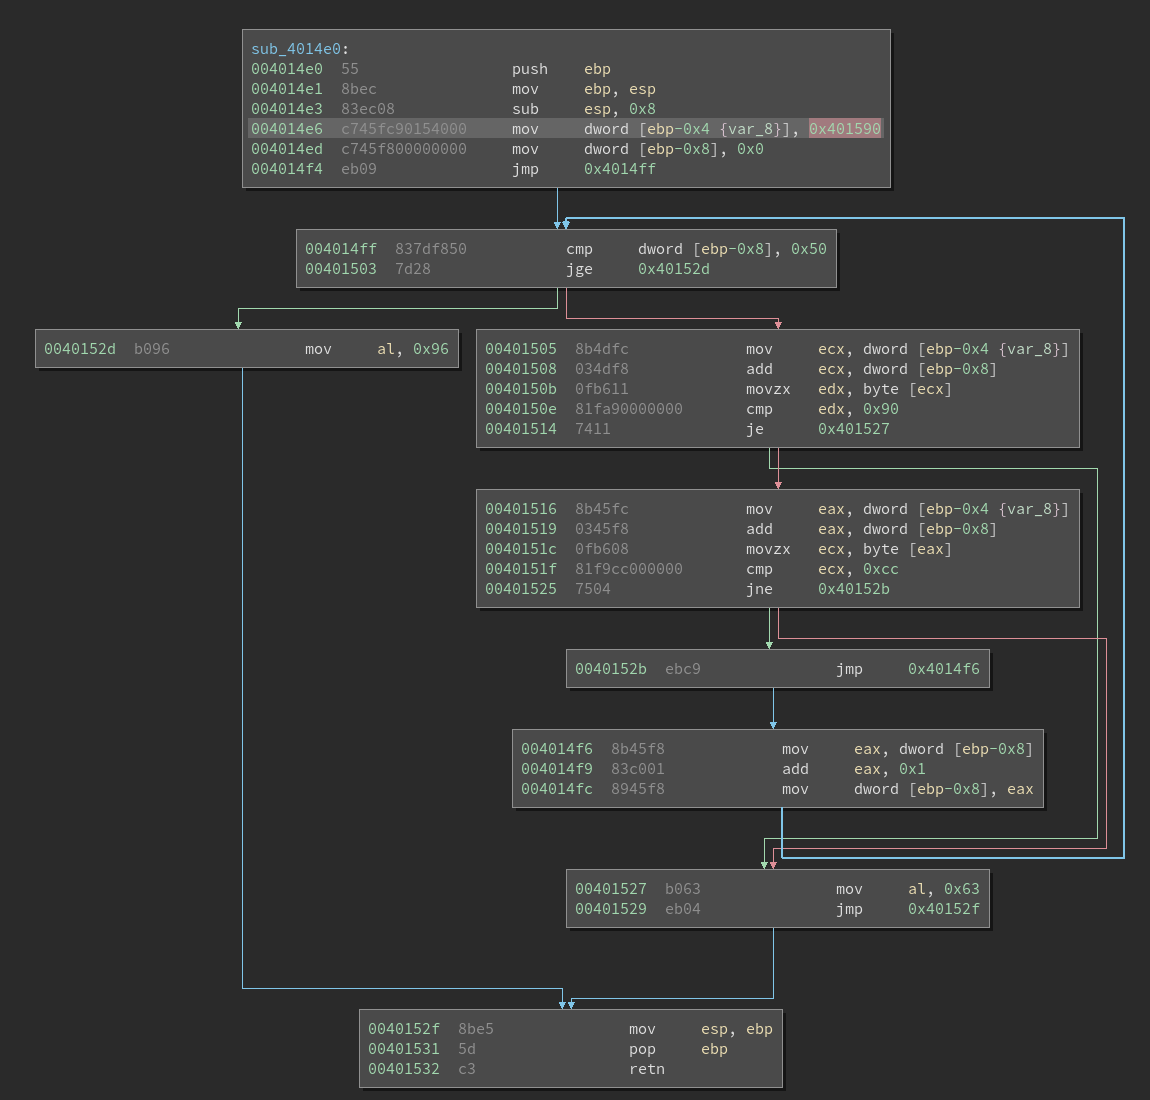 sub_4014e0:
004014e0 55 push ebp
004014e1 8bec mov ebp, esp
004014e3 83ec08 sub esp, 0x8
004014e6 c745fc90154000 mov dword [ebp-0x4 {var_8}], 0x401590
004014ed c745f800000000 mov dword [ebp-0x8], 0x0
004014f4 eb09 jmp 0x4014ff
004014ff 837df850 cmp dword [ebp-0x8], 0x50
00401503 7d28 jge 0x40152d
0040152d b096 mov al, 0x96
00401505 8b4dfc mov ecx, dword [ebp-0x4 {var_8}]
00401508 034df8 add ecx, dword [ebp-0x8]
0040150b 0fb611 movzx edx, byte [ecx]
0040150e 81fa90000000 cmp edx, 0x90
00401514 7411 je 0x401527
00401516 8b45fc mov eax, dword [ebp-0x4 {var_8}]
00401519 0345f8 add eax, dword [ebp-0x8]
0040151c 0fb608 movzx ecx, byte [eax]
0040151f 81f9cc000000 cmp ecx, 0xcc
00401525 7504 jne 0x40152b
0040152b ebc9 jmp 0x4014f6
004014f6 8b45f8 mov eax, dword [ebp-0x8]
004014f9 83c001 add eax, 0x1
004014fc 8945f8 mov dword [ebp-0x8], eax
00401527 b063 mov al, 0x63
00401529 eb04 jmp 0x40152f
0040152f 8be5 mov esp, ebp
00401531 5d pop ebp
00401532 c3 retn